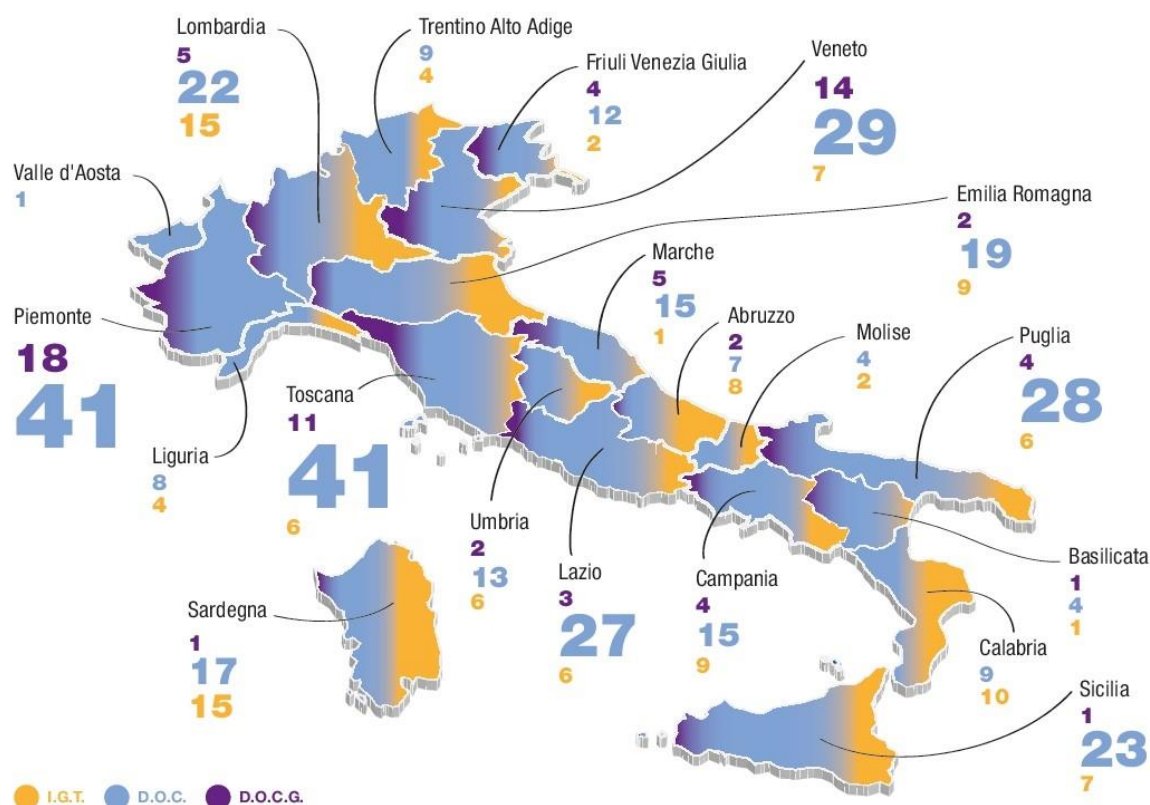 Lombardia
5
22
15
Trentino Alto Adige
9
4
Friuli Venezia Giulia
4
12
2
Veneto
14
29
7
Valle d'Aosta
1
Emilia Romagna
2
19
9
Marche
5
15
1
Abruzzo
2
7
8
Molise
4
2
Puglia
4
28
6
Piemonte
18
41
Toscana
11
41
6
Liguria
8
4
Umbria
2
13
6
Lazio
3
27
6
Campania
4
15
9
Basilicata
1
4
1
Sardegna
1
17
15
Calabria
9
10
Sicilia
1
23
7
I.G.T. D.O.C. D.O.C.G.